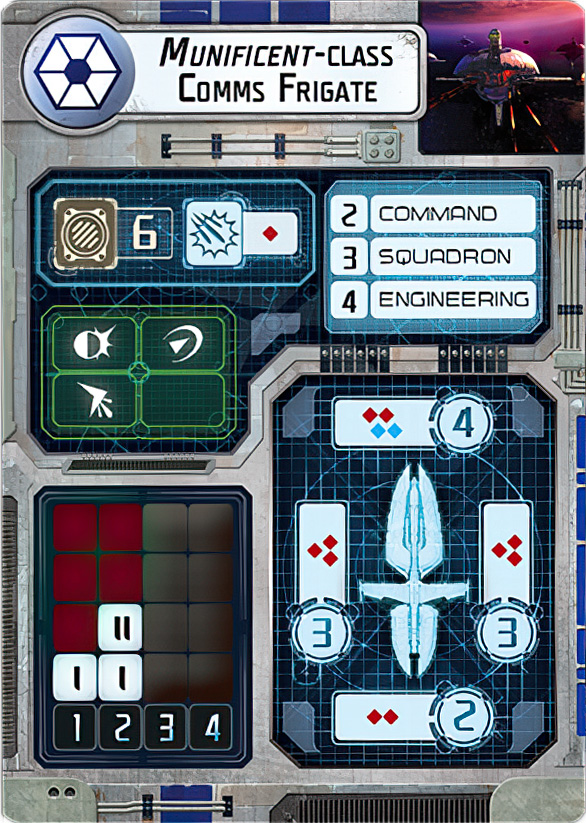 MUNIFICENT-CLASS
COMMS FRIGATE
6
2 COMMAND
3 SQUADRON
4 ENGINEERING
4
3 3
2
II
I I
1 2 3 4